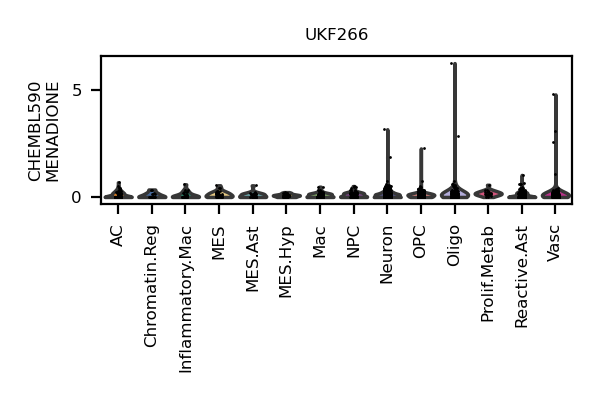 UKF266
CHEMBL590
MENADIONE
5
0
AC
Chromatin.Reg
Inflammatory.Mac
MES
MES.Ast
MES.Hyp
Mac
NPC
Neuron
OPC
Oligo
Prolif.Metab
Reactive.Ast
Vasc